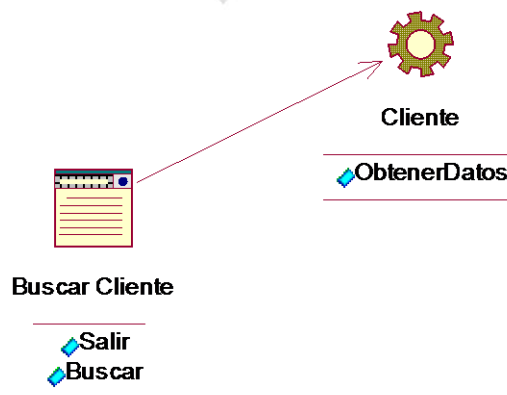 Cliente
ObtenerDatos
Buscar Cliente
Salir
Buscar